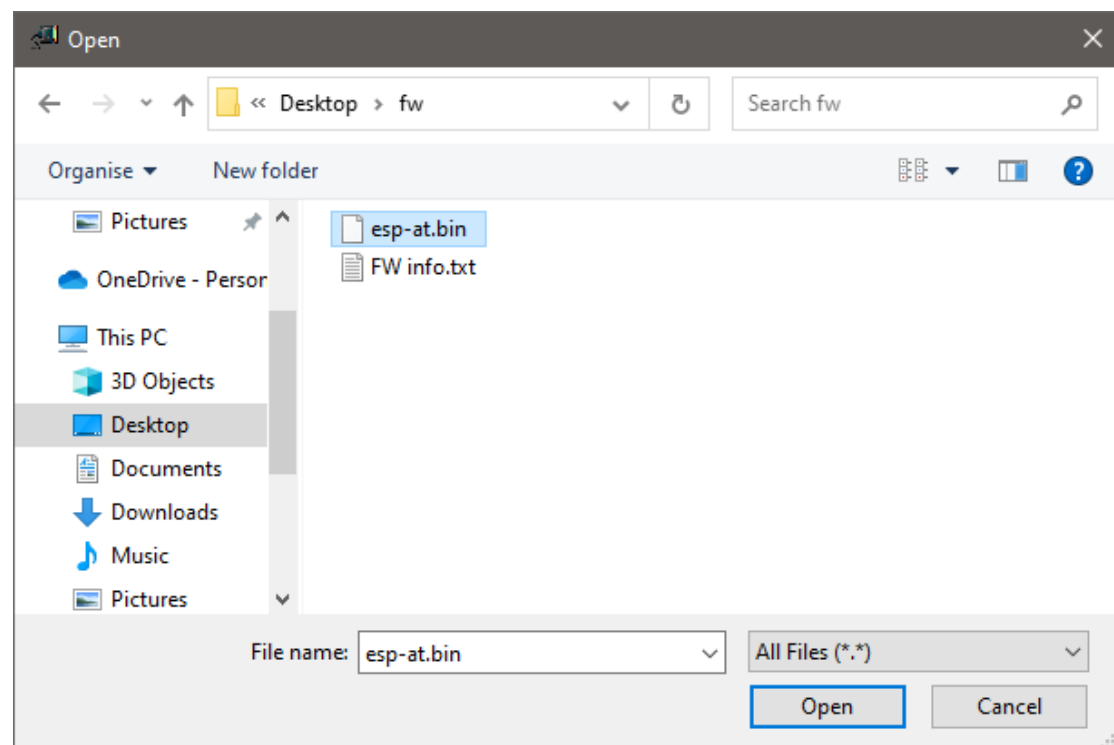 Open
« Desktop > fw
Search fw
Organise
New folder
Pictures
OneDrive - Person
This PC
3D Objects
Desktop
Documents
Downloads
Music
Pictures
esp-at.bin
FW info.txt
File name: esp-at.bin
All Files (*.*)
Open Cancel